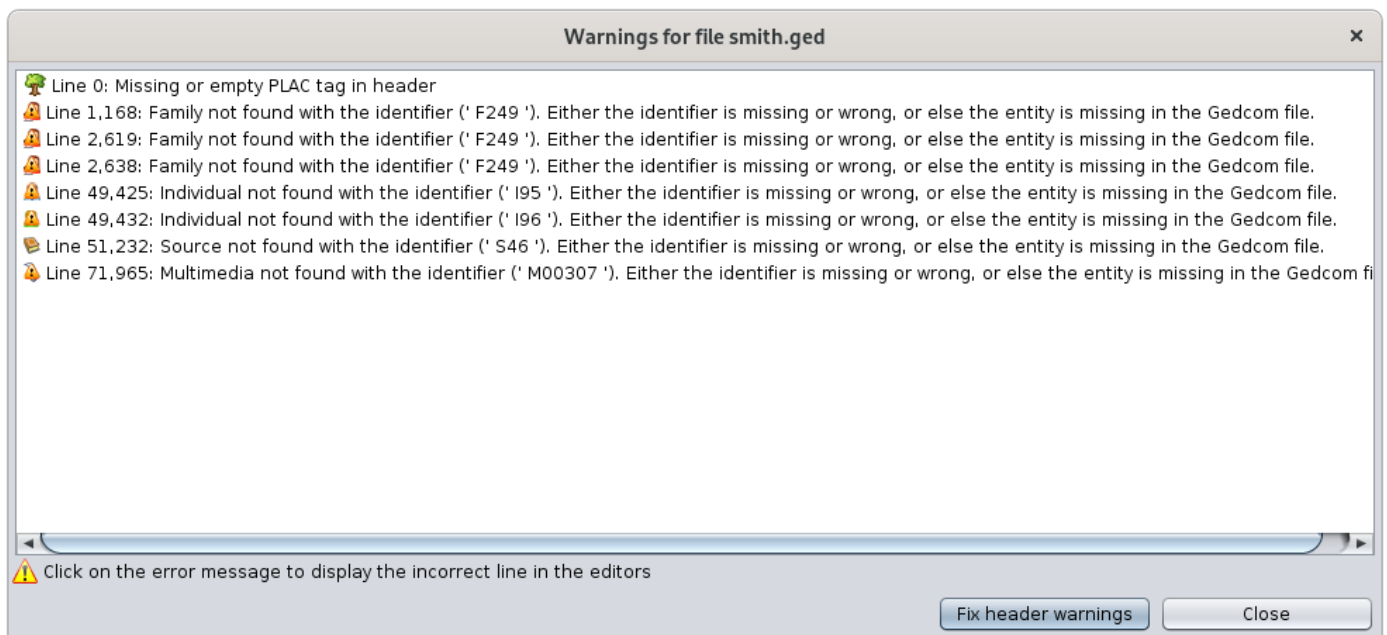 Warnings for file smith.ged
Line 0: Missing or empty PLAC tag in header
Line 1,168: Family not found with the identifier (' F249 '). Either the identifier is missing or wrong, or else the entity is missing in the Gedcom file.
Line 2,619: Family not found with the identifier (' F249 '). Either the identifier is missing or wrong, or else the entity is missing in the Gedcom file.
Line 2,638: Family not found with the identifier (' F249 '). Either the identifier is missing or wrong, or else the entity is missing in the Gedcom file.
Line 49,425: Individual not found with the identifier (' I95 '). Either the identifier is missing or wrong, or else the entity is missing in the Gedcom file.
Line 49,432: Individual not found with the identifier (' I96 '). Either the identifier is missing or wrong, or else the entity is missing in the Gedcom file.
Line 51,232: Source not found with the identifier (' S46 '). Either the identifier is missing or wrong, or else the entity is missing in the Gedcom file.
Line 71,965: Multimedia not found with the identifier (' M00307 '). Either the identifier is missing or wrong, or else the entity is missing in the Gedcom fi
Click on the error message to display the incorrect line in the editors
Fix header warnings Close